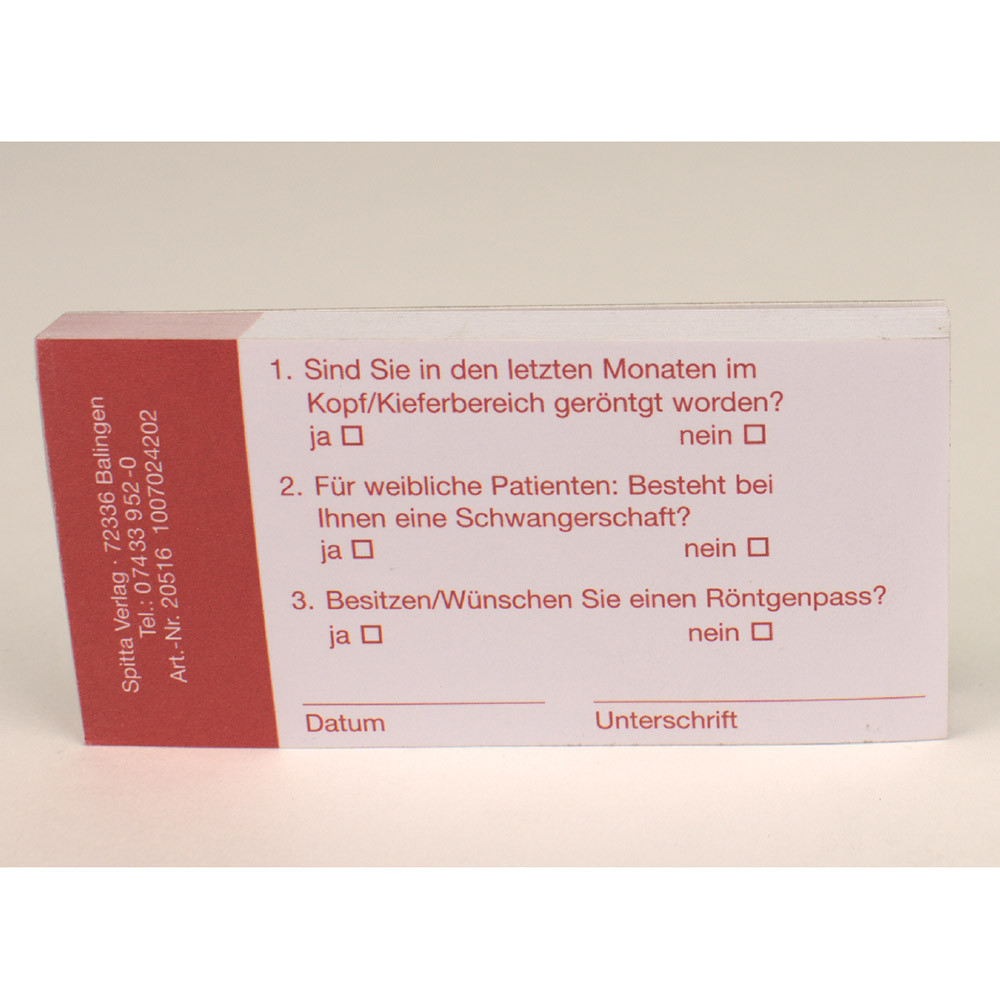 Spitta Verlag · 72336 Balingen
Tel.: 07433 952-0
Art.-Nr. 20516 1007024202
1. Sind Sie in den letzten Monaten im
Kopf/Kieferbereich geröntgt worden?
ja ☐ nein ☐
2. Für weibliche Patienten: Besteht bei
Ihnen eine Schwangerschaft?
ja ☐ nein ☐
3. Besitzen/Wünschen Sie einen Röntgenpass?
ja ☐ nein ☐
Datum Unterschrift